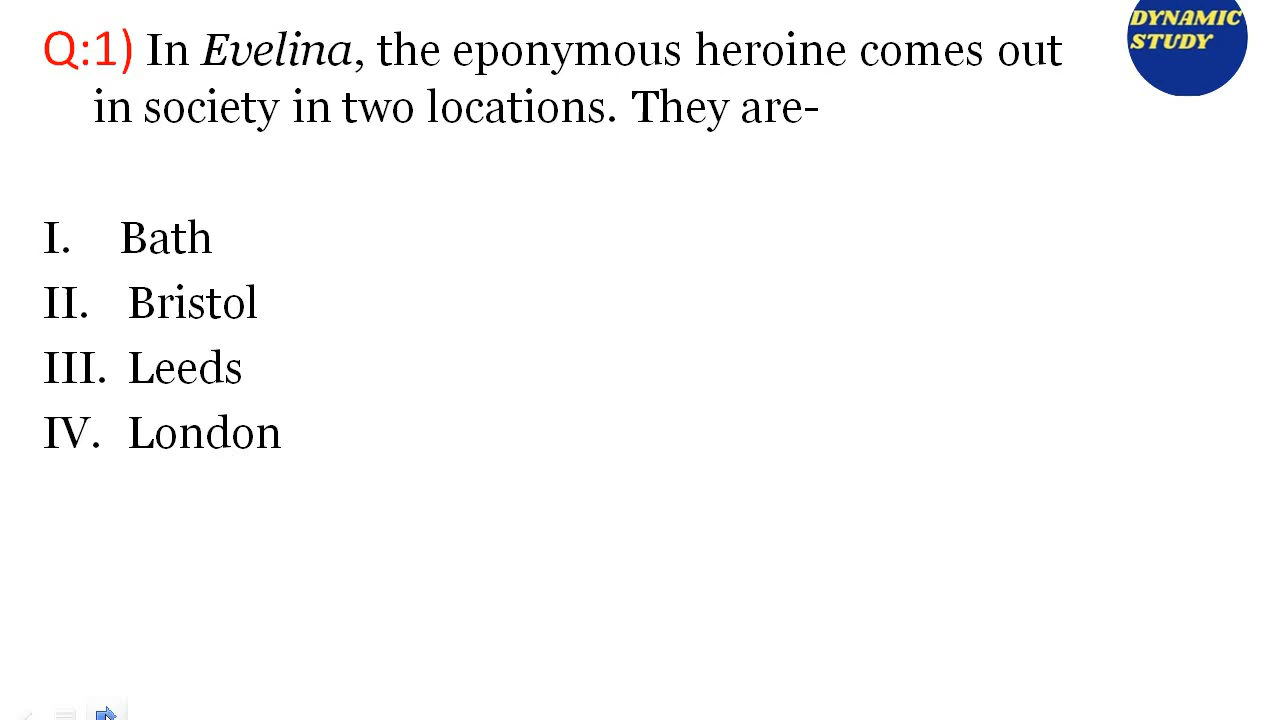 Q:1) In Evelina, the eponymous heroine comes out
in society in two locations. They are-
DYNAMIC
STUDY
I. Bath
II. Bristol
III. Leeds
IV. London